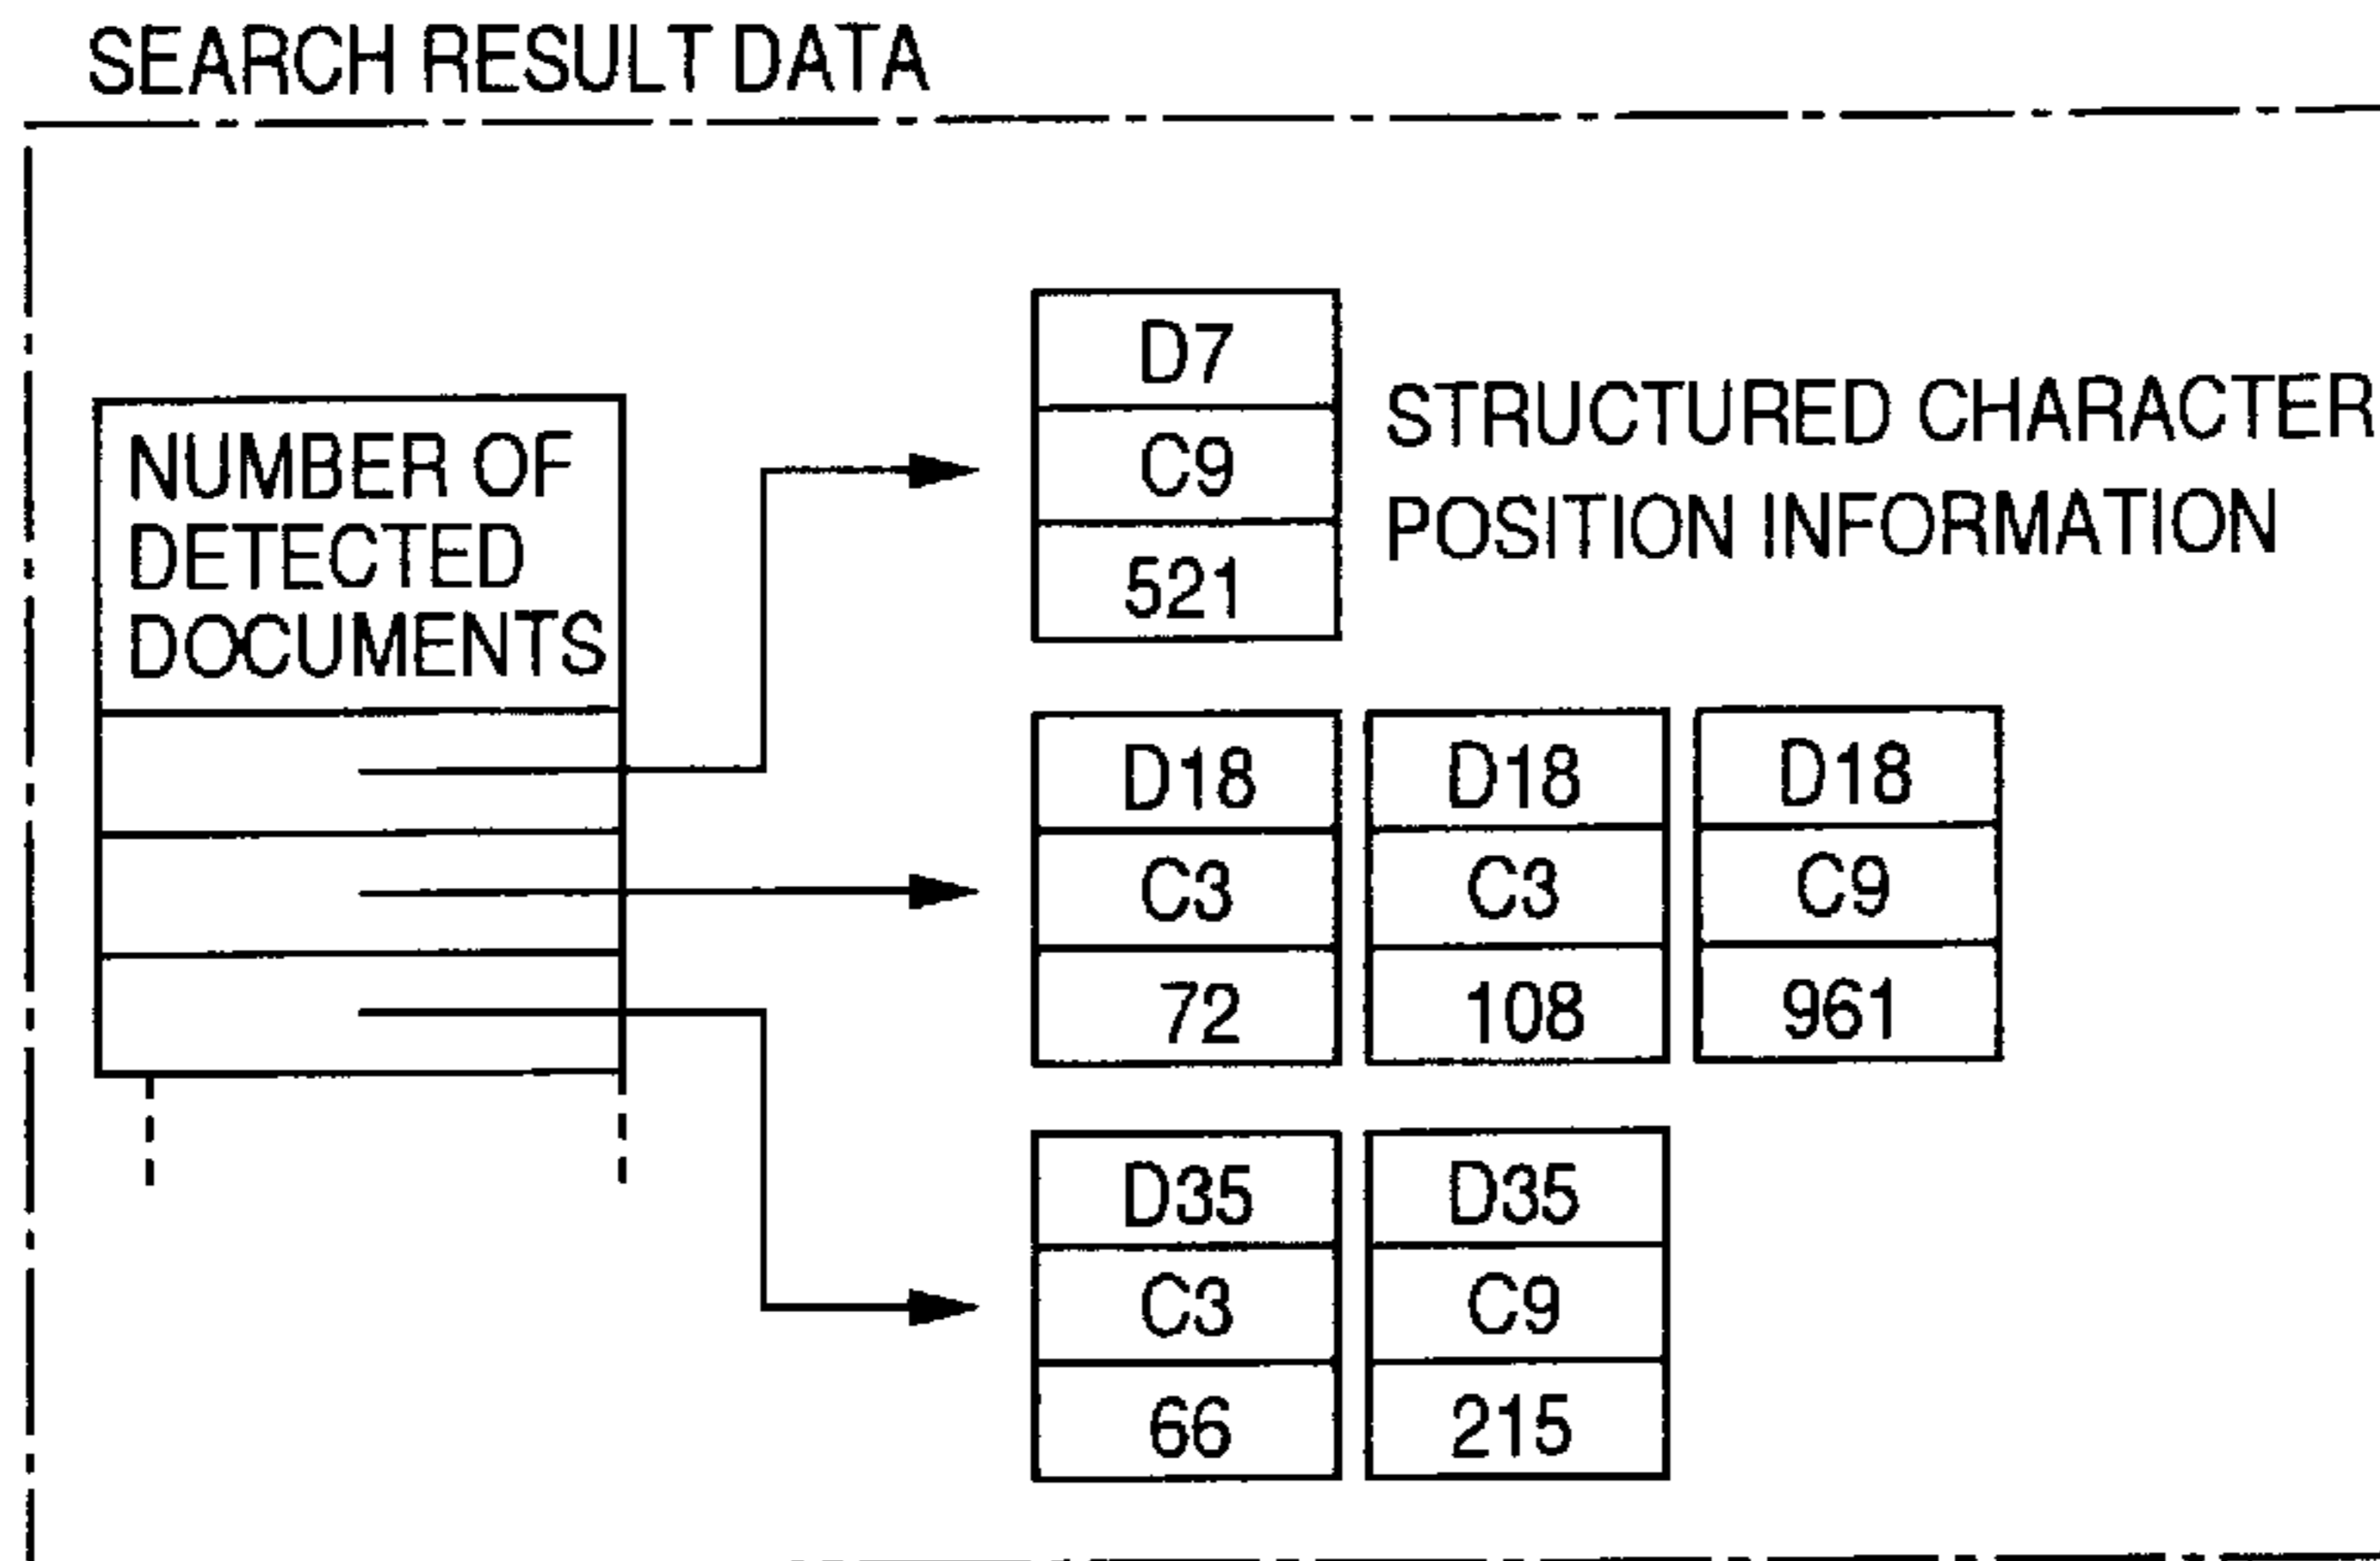 SEARCH RESULT DATA
NUMBER OF
DETECTED
DOCUMENTS
D7
C9
521
STRUCTURED CHARACTER
POSITION INFORMATION
D18 D18 D18
C3 C3 C9
72 108 961
D35 D35
C3 C9
66 215